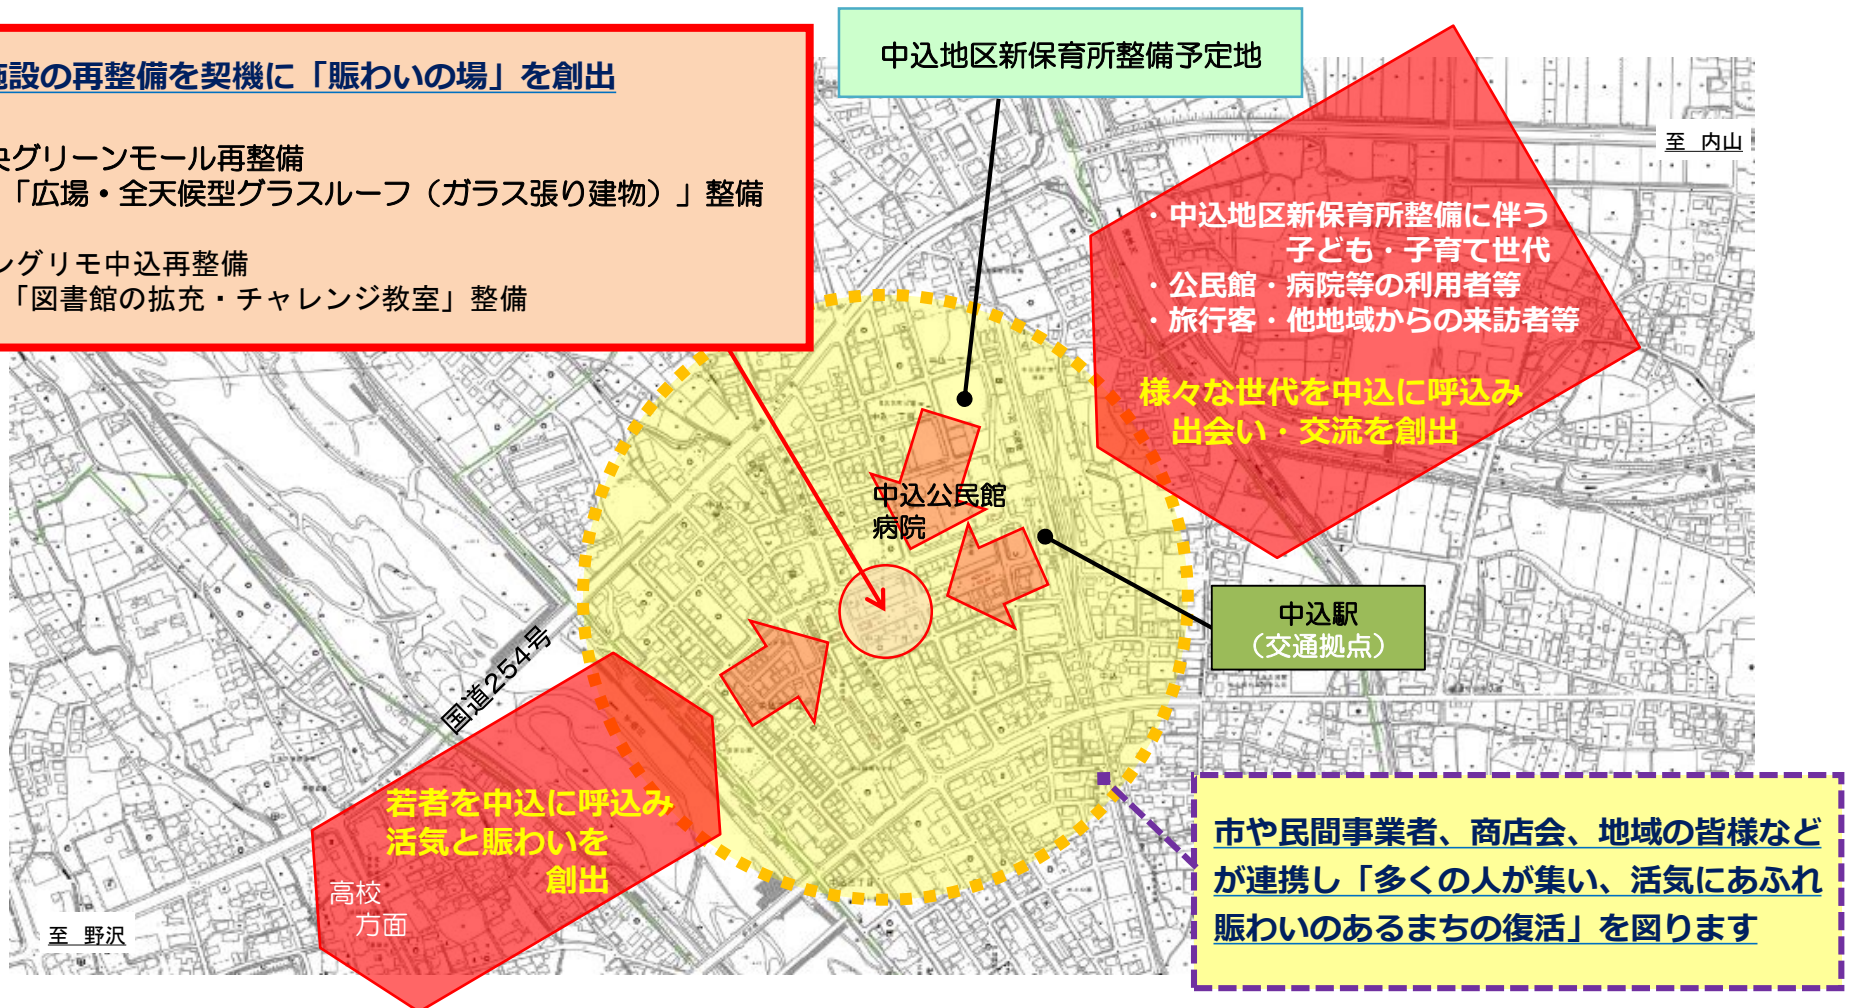 施設の再整備を契機に「賑わいの場」を創出
央グリーンモール再整備
「広場・全天候型グラスルーフ（ガラス張り建物）」整備
ングリモ中込再整備
「図書館の拡充・チャレンジ教室」整備
中込地区新保育所整備予定地
至 内山
・中込地区新保育所整備に伴う
子ども・子育て世代
・公民館・病院等の利用者等
・旅行客・他地域からの来訪者等
様々な世代を中込に呼込み
出会い・交流を創出
中込公民館
病院
中込駅
（交通拠点）
国道254号
若者を中込に呼込み
活気と賑わいを
創出
高校
方面
至 野沢
市や民間事業者、商店会、地域の皆様など
が連携し「多くの人が集い、活気にあふれ
賑わいのあるまちの復活」を図ります